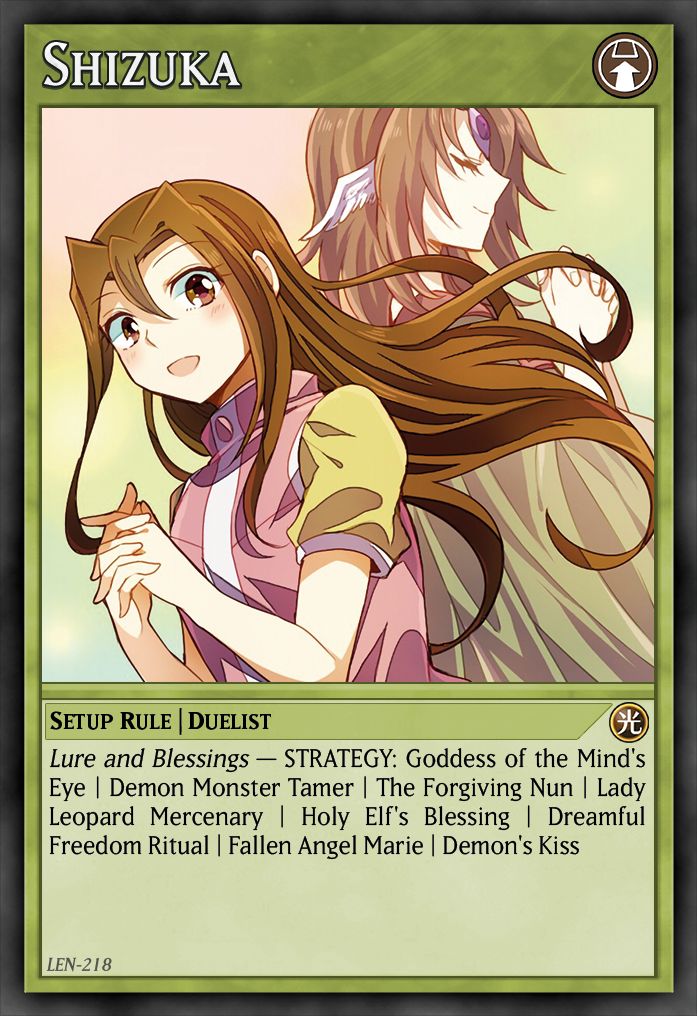 Shizuka
Setup Rule | Duelist
光
Lure and Blessings — STRATEGY: Goddess of the Mind's
Eye | Demon Monster Tamer | The Forgiving Nun | Lady
Leopard Mercenary | Holy Elf's Blessing | Dreamful
Freedom Ritual | Fallen Angel Marie | Demon's Kiss
LEN-218